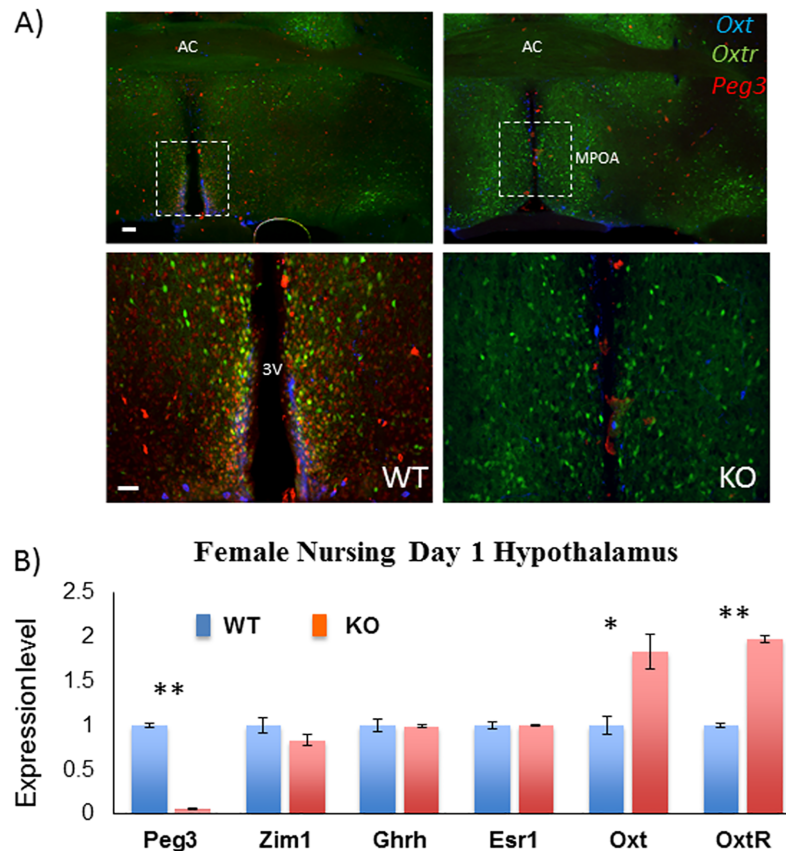 A)
AC
AC
Oxt
Oxtr
Peg3
MPOA
3V
WT
KO
B)
Female Nursing Day 1 Hypothalamus
Expression level
2.5
2
1.5
1
0.5
0
WT
KO
**
*
**
Peg3 Zim1 Ghrh Esr1 Oxt OxtR